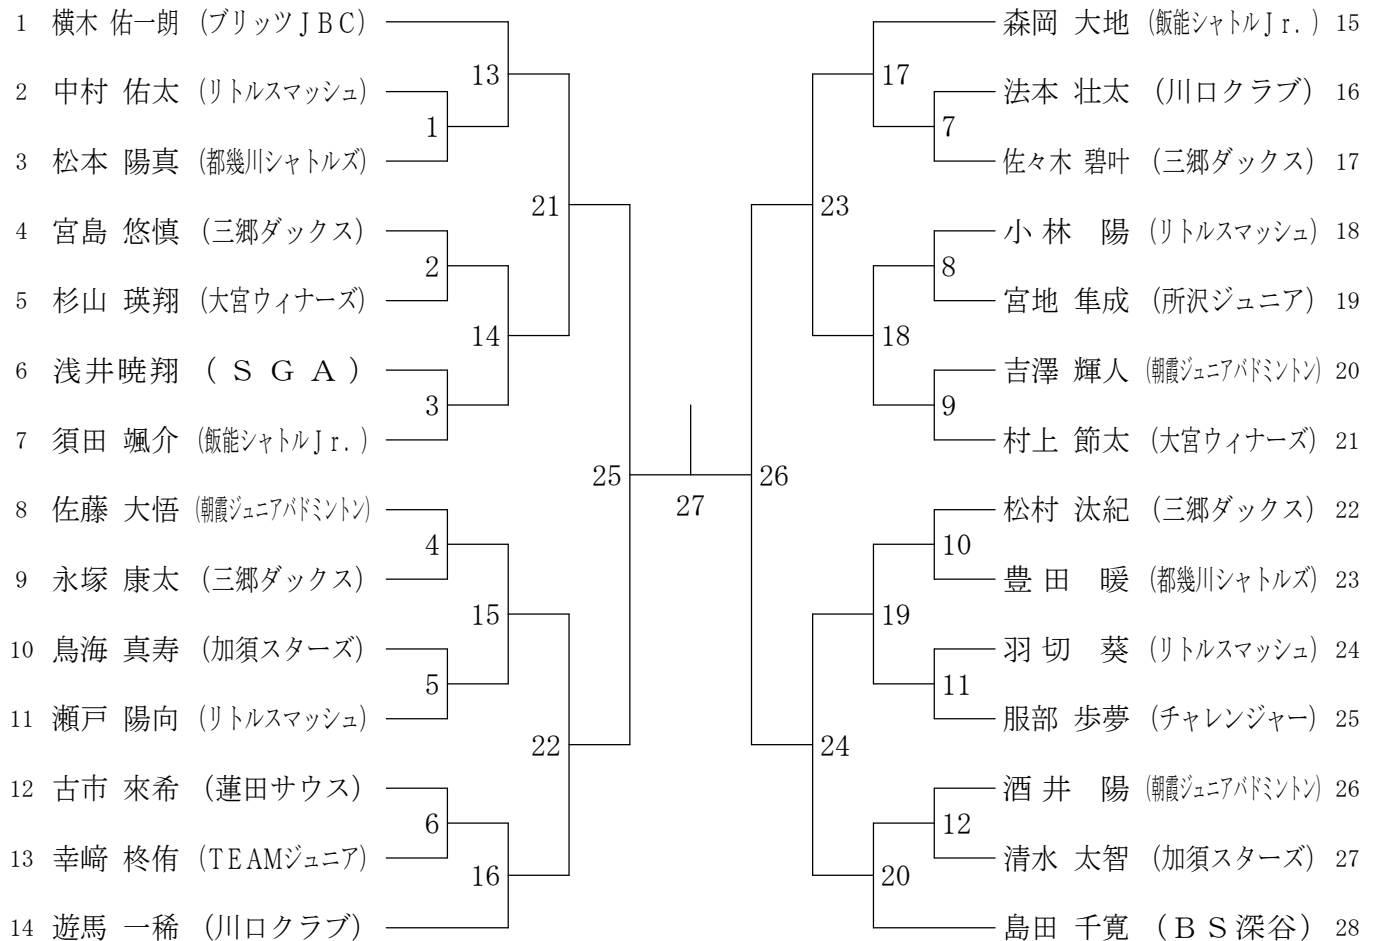 1 横木 佑一朗 (ブリッツJBC)
2 中村 佑太 (リトルスマッシュ)
3 松本 陽真 (都幾川シャトルズ)
4 宮島 悠慎 (三郷ダックス)
5 杉山 瑛翔 (大宮ウィナーズ)
6 浅井暁翔 (SGA)
7 須田 颯介 (飯能シャトルJr.)
8 佐藤 大悟 (朝霞ジュニアバドミントン)
9 永塚 康太 (三郷ダックス)
10 鳥海 真寿 (加須スターズ)
11 瀬戸 陽向 (リトルスマッシュ)
12 古市 來希 (蓮田サウス)
13 幸﨑 柊侑 (TEAMジュニア)
14 遊馬 一稀 (川口クラブ)
1
2
3
4
5
6
13
14
15
16
21
22
25
27
26
23
24
17
18
19
20
7
8
9
10
11
12
森岡 大地 (飯能シャトルJr.) 15
法本 壮太 (川口クラブ) 16
佐々木 碧叶 (三郷ダックス) 17
小林 陽 (リトルスマッシュ) 18
宮地 隼成 (所沢ジュニア) 19
吉澤 輝人 (朝霞ジュニアバドミントン) 20
村上 節太 (大宮ウィナーズ) 21
松村 汰紀 (三郷ダックス) 22
豊田 暖 (都幾川シャトルズ) 23
羽切 葵 (リトルスマッシュ) 24
服部 歩夢 (チャレンジャー) 25
酒井 陽 (朝霞ジュニアバドミントン) 26
清水 太智 (加須スターズ) 27
島田 千寛 (BS深谷) 28